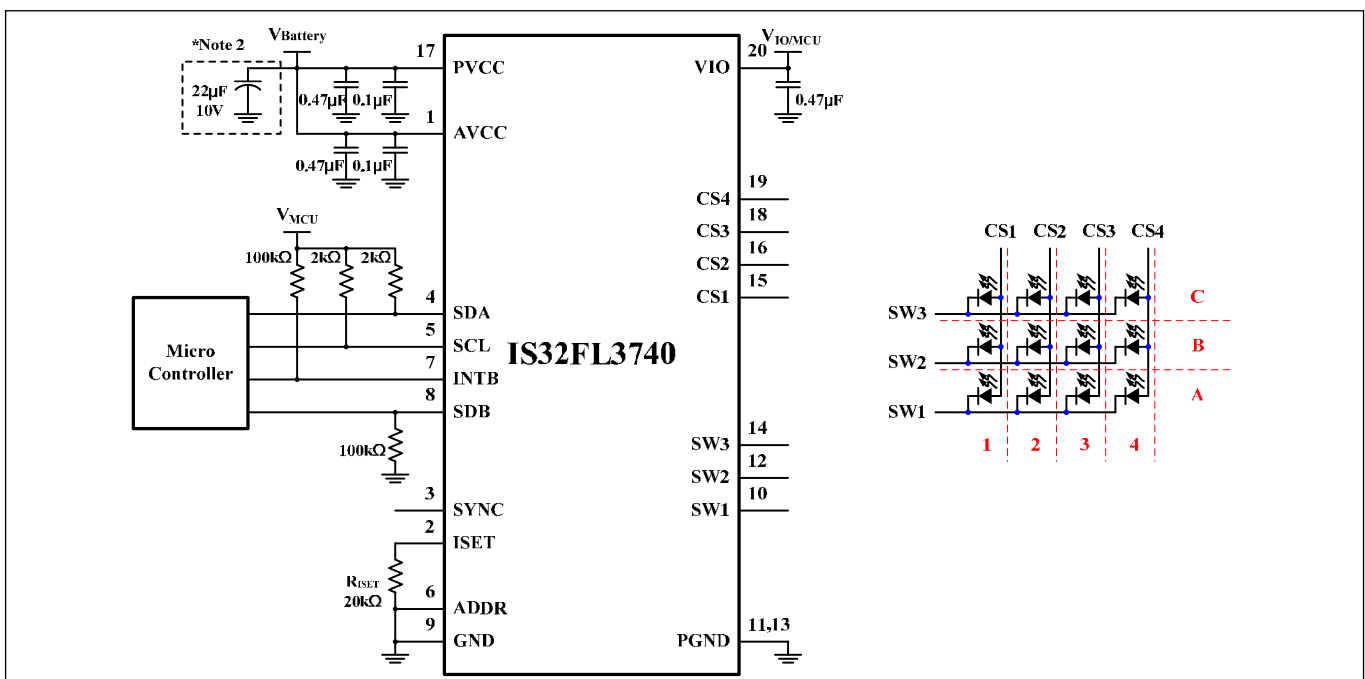 *Note 2
VBattery
22µF
10V
0.47µF 0.1µF
17
PVCC
1
AVCC
0.47µF 0.1µF
VMCU
100kΩ 2kΩ 2kΩ
Micro
Controller
4
SDA
5
SCL
7
INTB
8
SDB
100kΩ
3
SYNC
2
ISET
RISET
20kΩ
6
ADDR
9
GND
IS32FL3740
VIO/MCU
20
VIO
0.47µF
19
CS4
18
CS3
16
CS2
15
CS1
14
SW3
12
SW2
10
SW1
11,13
PGND
CS1 CS2 CS3 CS4
SW3 C
SW2 B
SW1 A
1 2 3 4